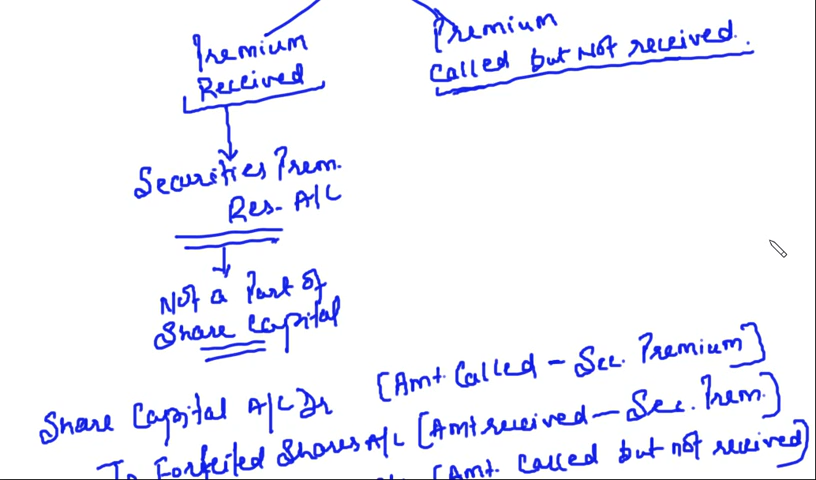 Premium
Received
Premium
Called but Not received.
Securities Prem.
Res. A/C
Not a Part of
Share Capital
Share Capital A/C Dr [Amt. Called - Sec. Premium]
To Forfeited Shares A/C [Amt received - Sec. Prem.]
[Amt. Called but not received]